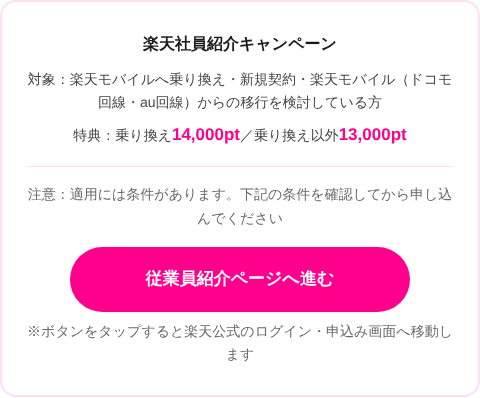 楽天社員紹介キャンペーン
対象：楽天モバイルへ乗り換え・新規契約・楽天モバイル（ドコモ
回線・au回線）からの移行を検討している方
特典：乗り換え14,000pt／乗り換え以外13,000pt
注意：適用には条件があります。下記の条件を確認してから申し込
んでください
従業員紹介ページへ進む
※ボタンをタップすると楽天公式のログイン・申込み画面へ移動し
ます